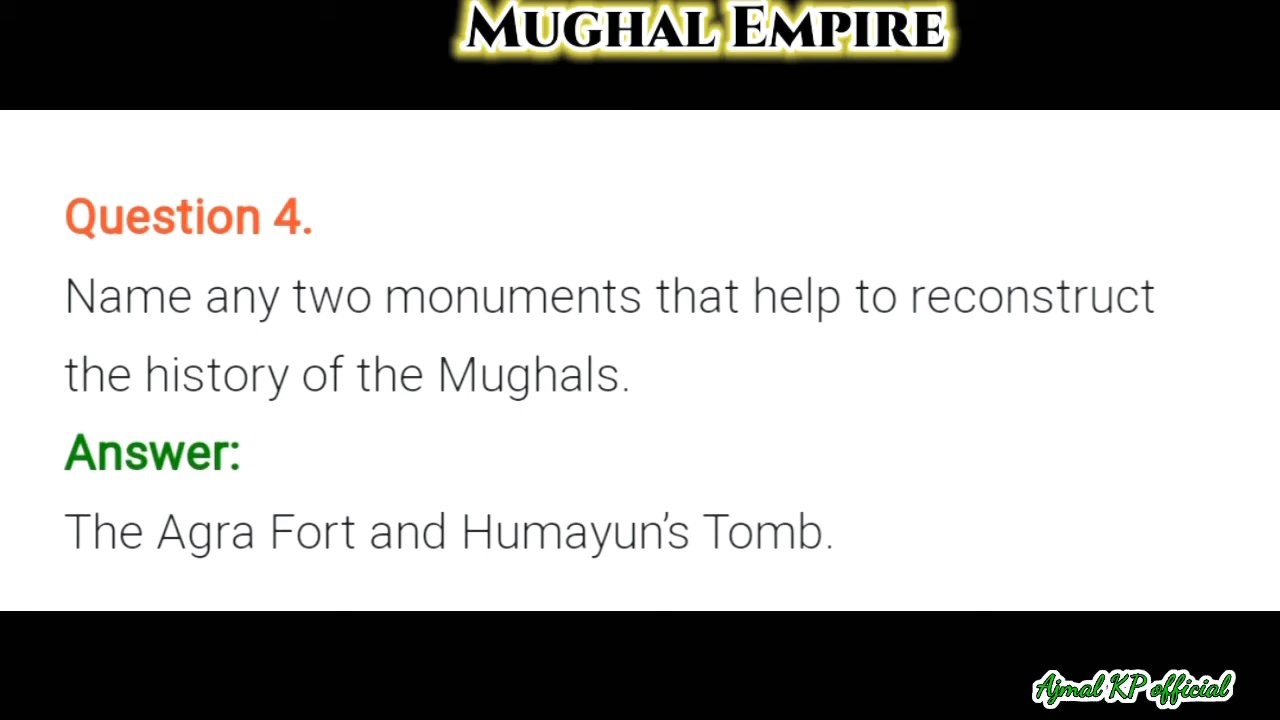 MUGHAL EMPIRE
Question 4.
Name any two monuments that help to reconstruct
the history of the Mughals.
Answer:
The Agra Fort and Humayun’s Tomb.
Ajmal KP official